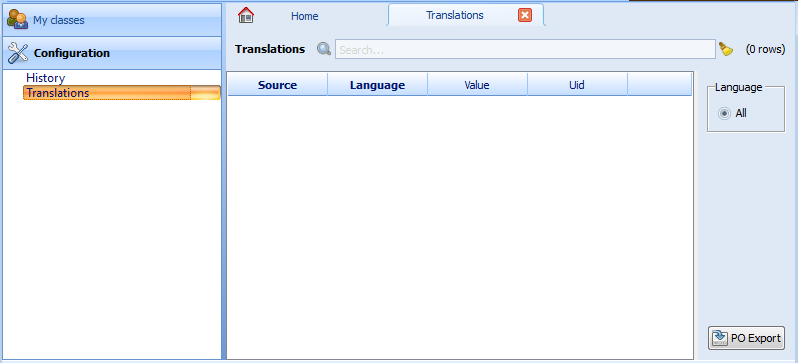 My classes
Configuration
History
Translations
Home
Translations
Translations
Search...
(0 rows)
Source
Language
Value
Uid
Language
All
PO Export